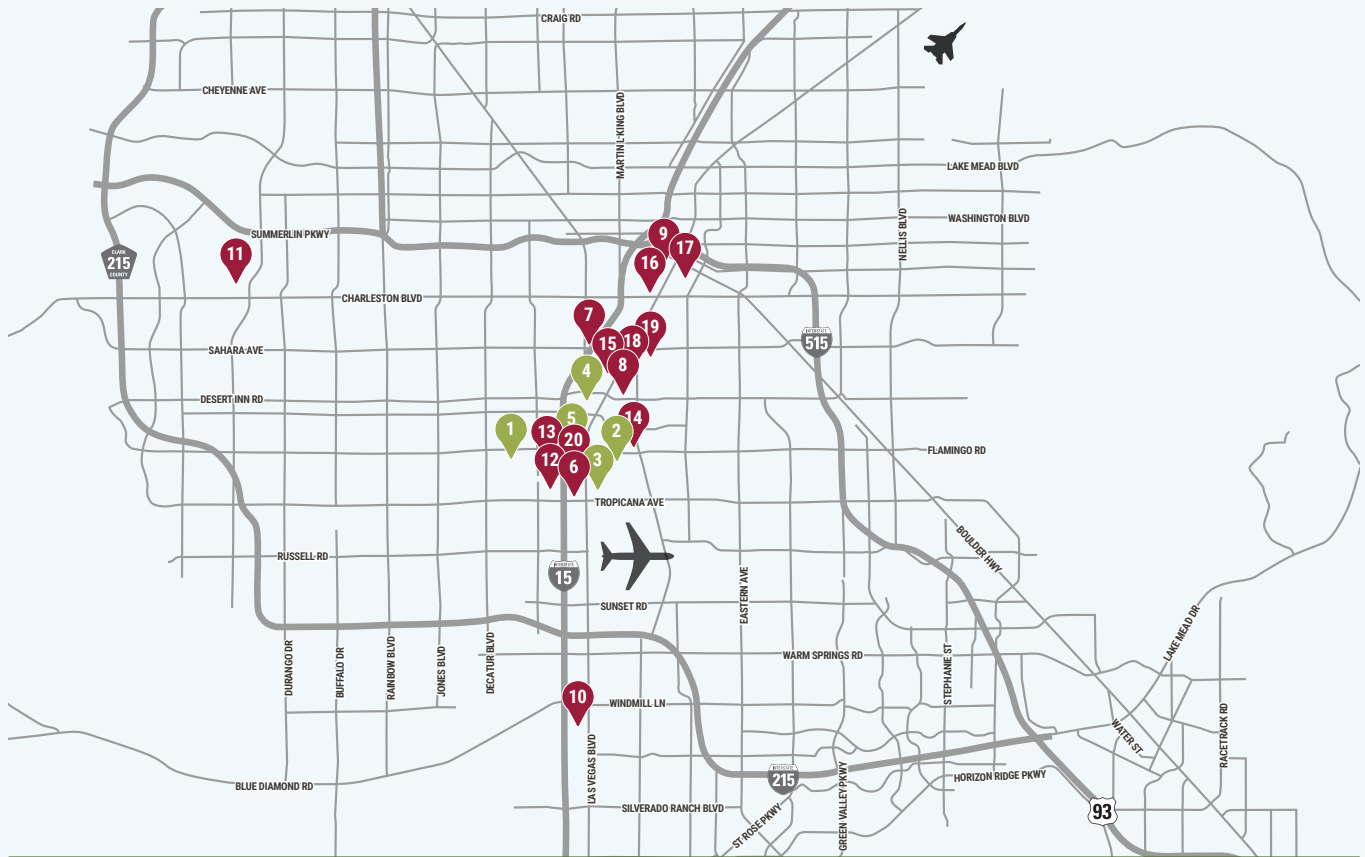 CRAIG RD
CHEYENNE AVE
MARTIN L KING BLVD
LAKE MEAD BLVD
WASHINGTON BLVD
NELLIS BLVD
SUMMERLIN PKWY
9
17
11
16
CLARK
215
COUNTY
CHARLESTON BLVD
7
19
18
15
INTERSTATE
515
SAHARA AVE
8
4
DESERT INN RD
14
5
1
13
2
20
FLAMINGO RD
12
3
6
TROPICANA AVE
BOULDER HWY
RUSSELL RD
INTERSTATE
15
EASTERN AVE
SUNSET RD
LAKE MEAD DR
WARM SPRINGS RD
DURANGO DR
BUFFALO DR
RAINBOW BLVD
JONES BLVD
DECATUR BLVD
STEPHANIE ST
10
WINDMILL LN
RACETRACK RD
WATER ST
LAS VEGAS BLVD
INTERSTATE
215
HORIZON RIDGE PKWY
BLUE DIAMOND RD
GREEN VALLEY PKWY
SILVERADO RANCH BLVD
ST ROSE PKWY
93